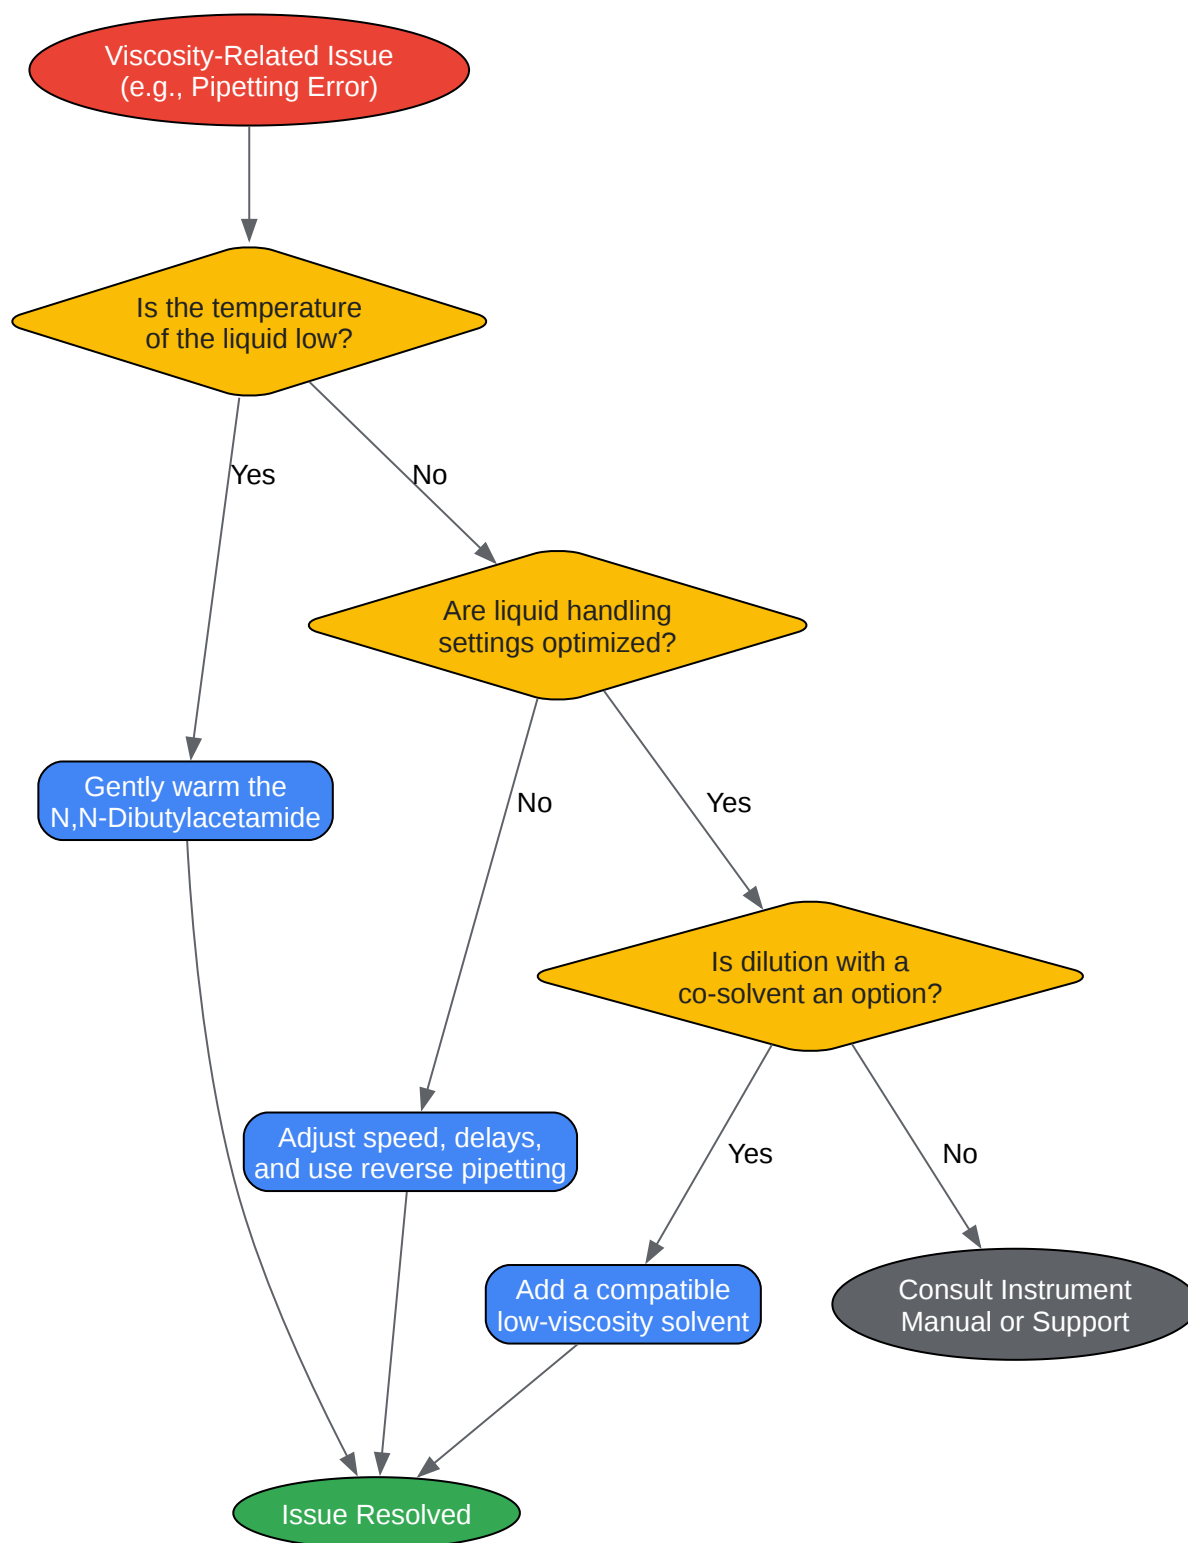 Viscosity-Related Issue
(e.g., Pipetting Error)
Is the temperature
of the liquid low?
Yes
No
Are liquid handling
settings optimized?
Gently warm the
N,N-Dibutylacetamide
No
Yes
Is dilution with a
co-solvent an option?
Adjust speed, delays,
and use reverse pipetting
Yes
No
Add a compatible
low-viscosity solvent
Consult Instrument
Manual or Support
Issue Resolved